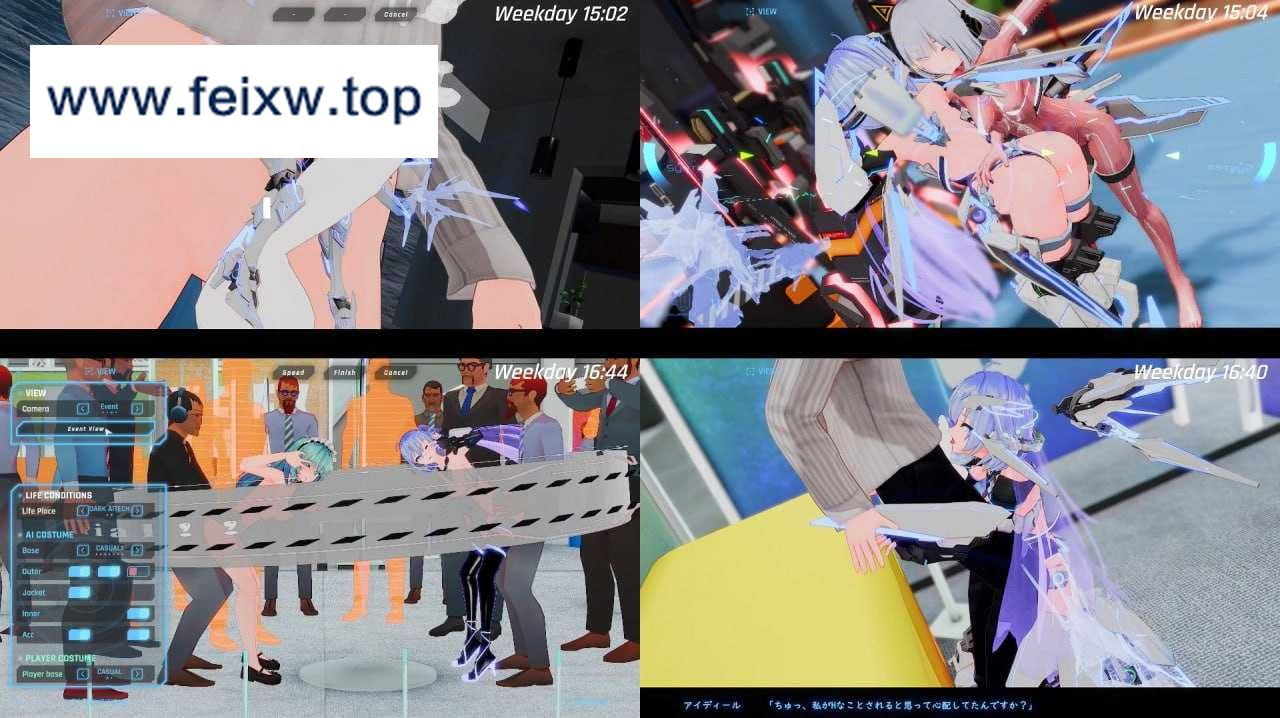 VIEW
-
-
Cancel
Weekday 15:02
www.feixw.top
VIEW
Weekday 15:04
VIEW
Speed
Finish
Cancel
Weekday 16:44
VIEW
Camera Event
Event View
LIFE CONDITIONS
Life Place
AI COSTUME
Base CASUAL
Outer
Jacket
Inner
Acc
PLAYER COSTUME
Player base CASUAL
VIEW
Weekday 16:40
アイディール 「ちゅっ、私がHなことされると思って心配してたんですか？」